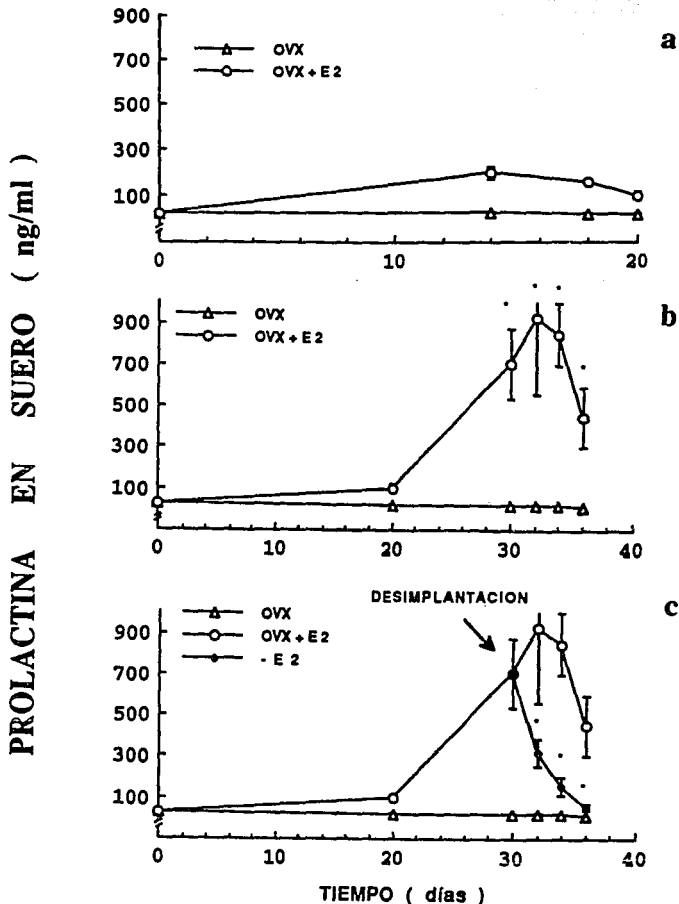 PROLACTINA EN SUERO ( ng/ml )
a
900
700
500
300
100
OVX
OVX+E2
0
10
20
b
900
700
500
300
100
OVX
OVX+E2
0
10
20
30
40
c
900
700
500
300
100
OVX
OVX+E2
-E2
DESIMPLANTACION
0
10
20
30
40
TIEMPO ( días )